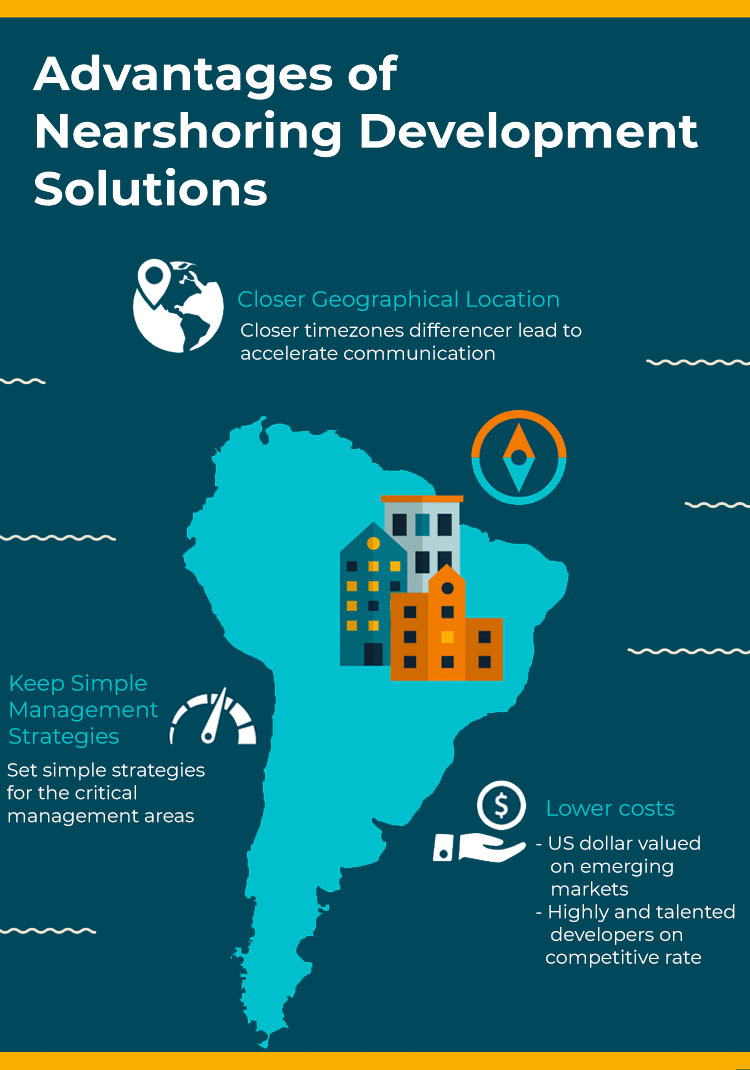 Advantages of
Nearshoring Development
Solutions
Closer Geographical Location
Closer timezones differencer lead to
accelerate communication
Keep Simple
Management
Strategies
Set simple strategies
for the critical
management areas
$
Lower costs
- US dollar valued
on emerging
markets
- Highly and talented
developers on
competitive rate